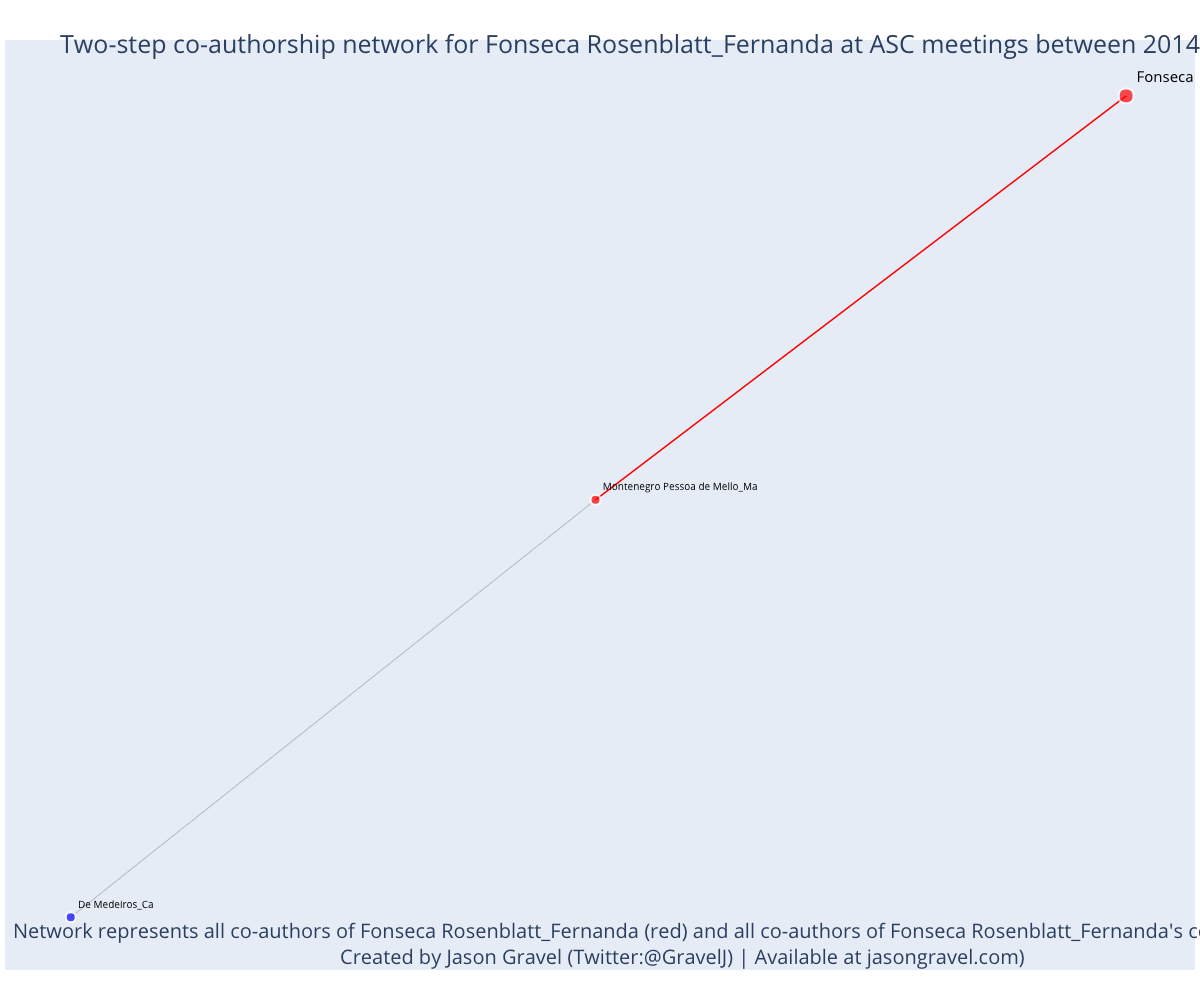 Two-step co-authorship network for Fonseca Rosenblatt_Fernanda at ASC meetings between 2014
Fonseca
Montenegro Pessoa de Mello_Ma
De Medeiros_Ca
Network represents all co-authors of Fonseca Rosenblatt_Fernanda (red) and all co-authors of Fonseca Rosenblatt_Fernanda's
Created by Jason Gravel (Twitter:@GravelJ) | Available at jasongravel.com)